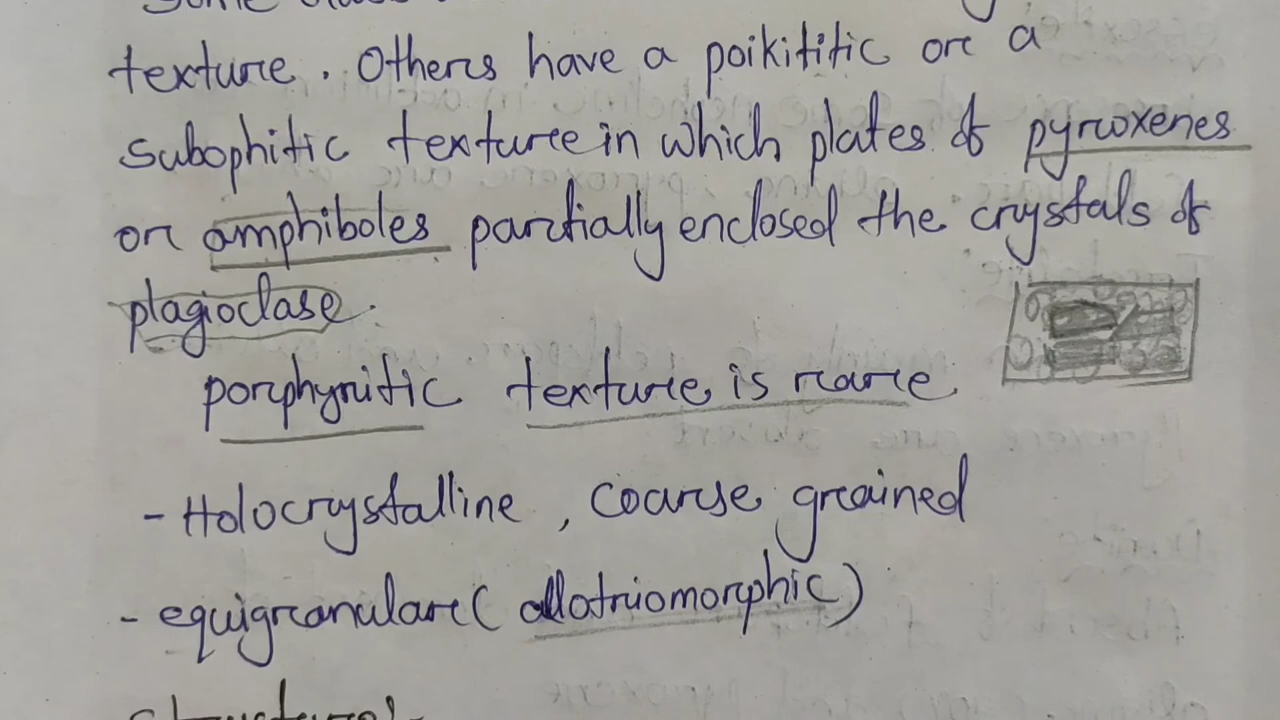 texture. Others have a poikititic or a
subophitic texture in which plates of pyroxenes
or amphiboles partially enclosed the crystals of
plagioclase.
porphyritic texture is rare
- Holocrystalline, coarse grained
- equigranular (allotriomorphic)